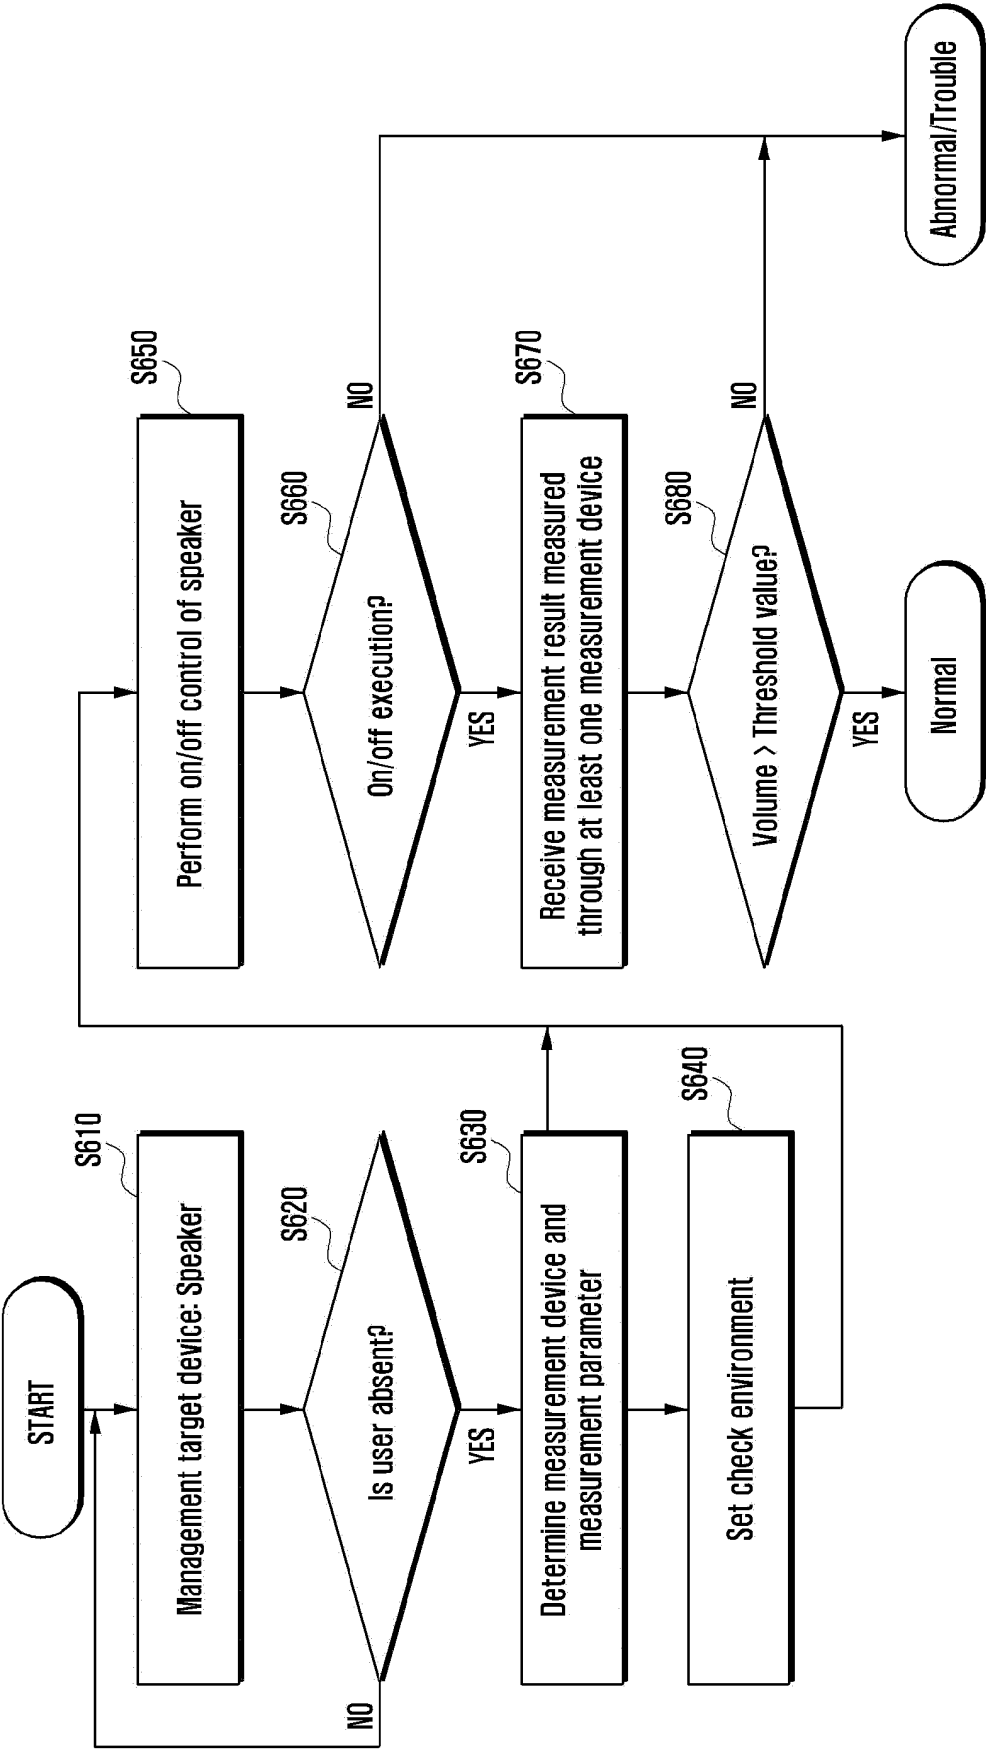 START
S610
Management target device: Speaker
S620
Is user absent?
NO
YES
S630
Determine measurement device and
measurement parameter
S640
Set check environment
S650
Perform on/off control of speaker
S660
On/off execution?
NO
YES
S670
Receive measurement result measured
through at least one measurement device
S680
Volume > Threshold value?
NO
YES
Normal
Abnormal/Trouble